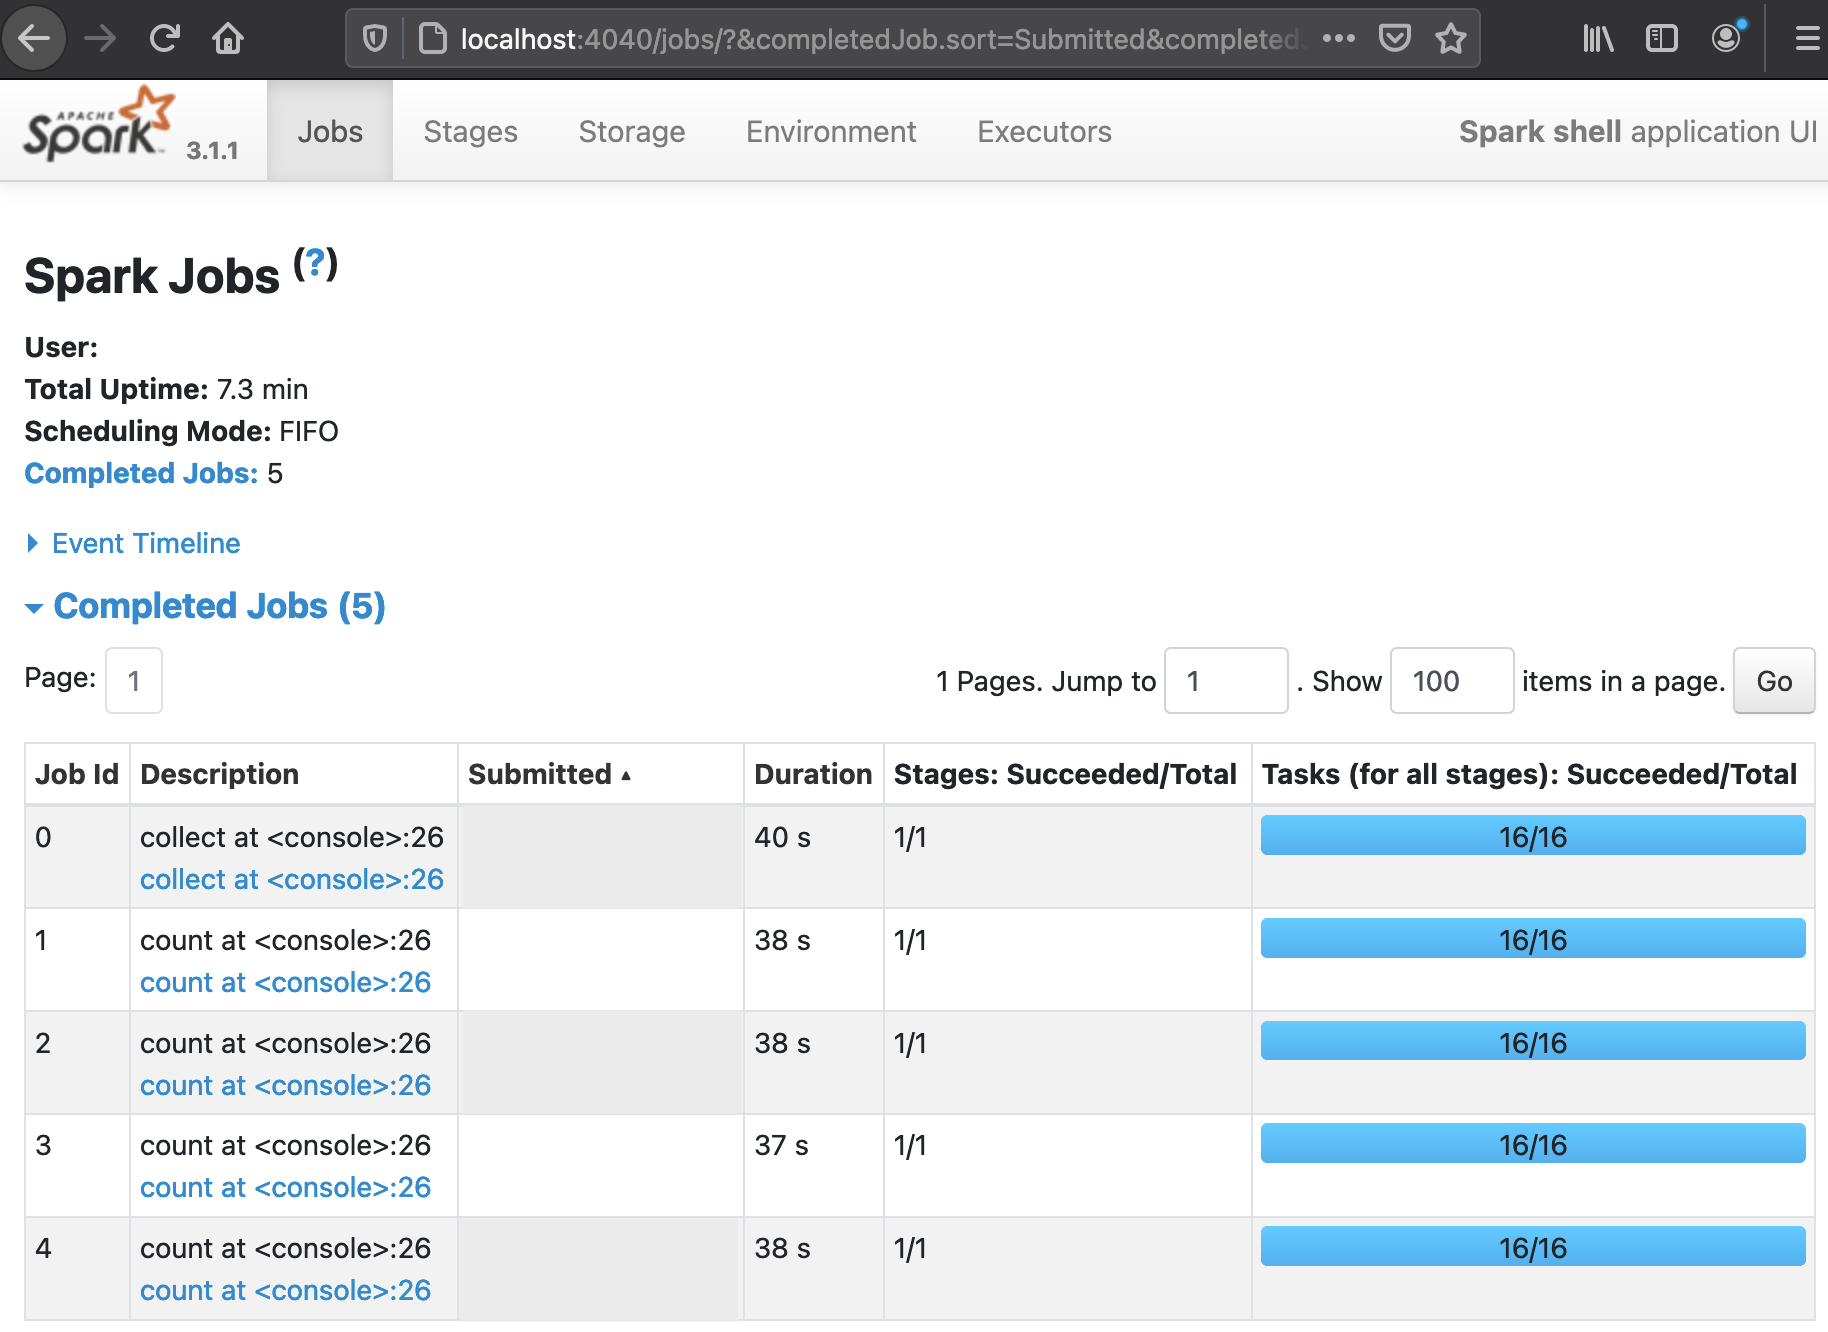 localhost:4040/jobs/?&completedJob.sort=Submitted&completed
APACHE Spark™ 3.1.1 Jobs Stages Storage Environment Executors Spark shell application UI
Spark Jobs (?)
User:
Total Uptime: 7.3 min
Scheduling Mode: FIFO
Completed Jobs: 5
Event Timeline
Completed Jobs (5)
Page: 1 1 Pages. Jump to 1 . Show 100 items in a page. Go
Job Id Description Submitted ▲ Duration Stages: Succeeded/Total Tasks (for all stages): Succeeded/Total
0 collect at <console>:26 40 s 1/1 16/16
collect at <console>:26
1 count at <console>:26 38 s 1/1 16/16
count at <console>:26
2 count at <console>:26 38 s 1/1 16/16
count at <console>:26
3 count at <console>:26 37 s 1/1 16/16
count at <console>:26
4 count at <console>:26 38 s 1/1 16/16
count at <console>:26